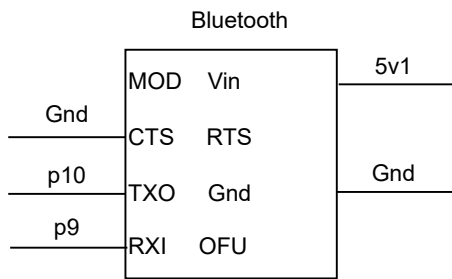 Bluetooth
MOD Vin 5v1
Gnd CTS RTS
p10 TXO Gnd Gnd
p9 RXI OFU